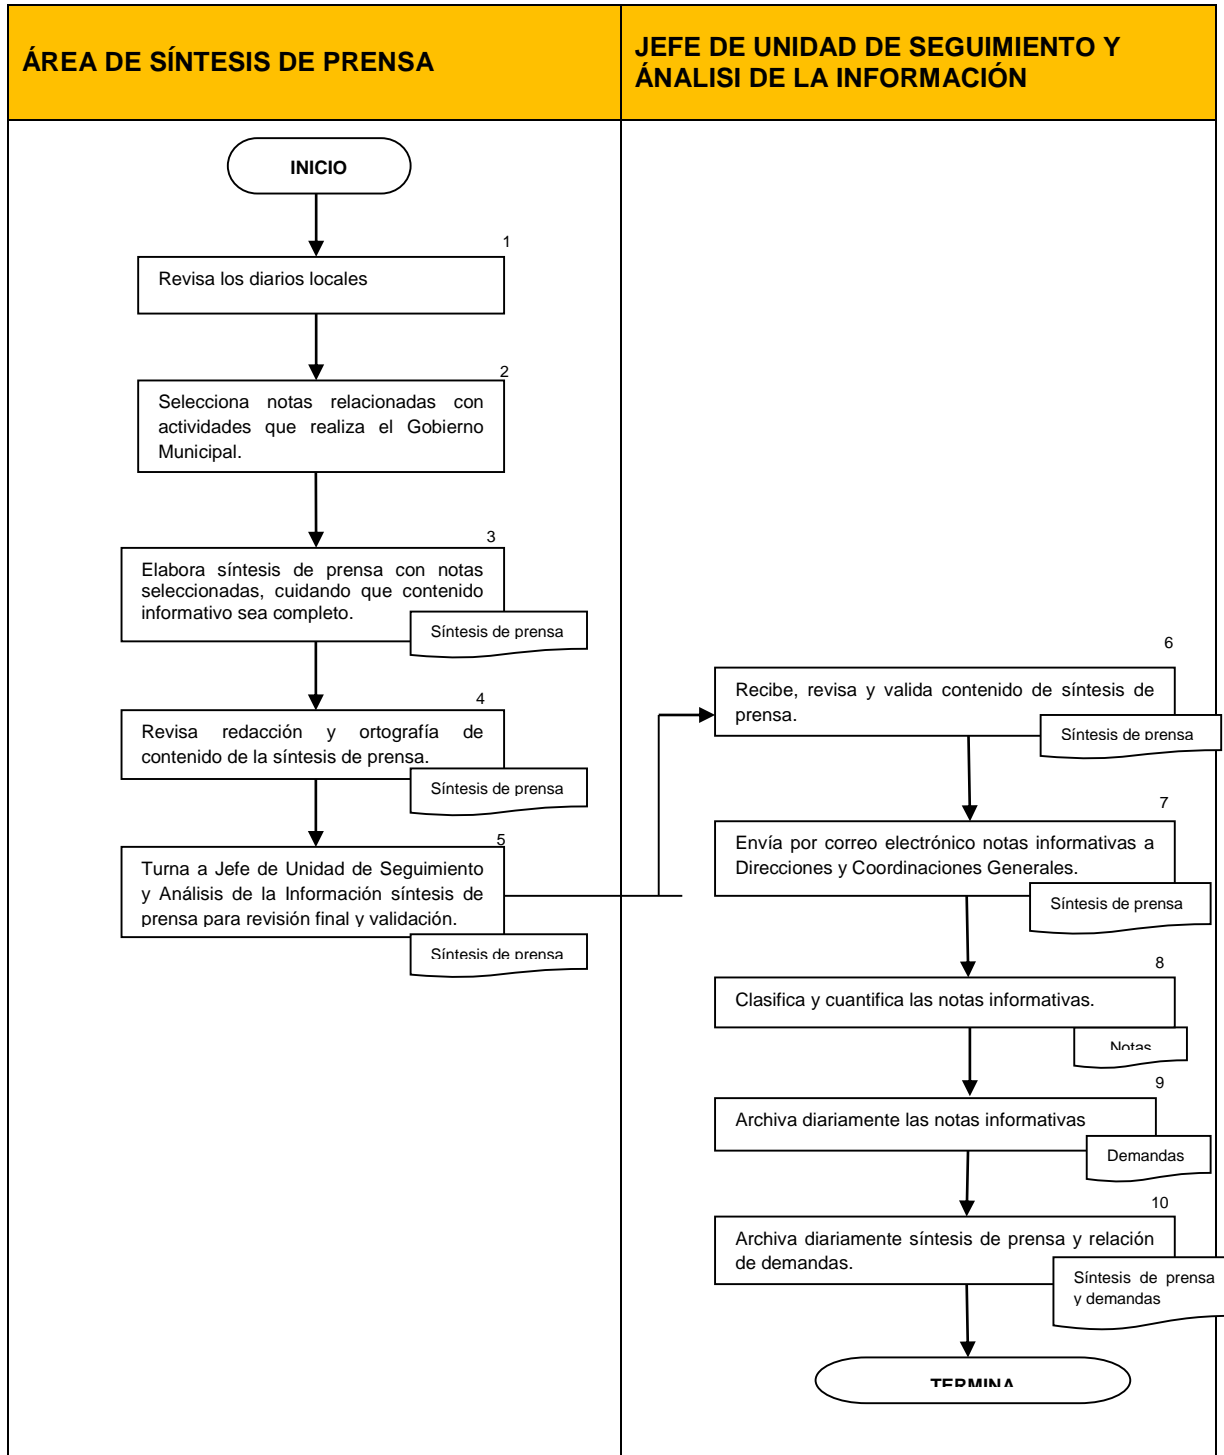 ÁREA DE SÍNTESIS DE PRENSA
JEFE DE UNIDAD DE SEGUIMIENTO Y
ÁNALISI DE LA INFORMACIÓN
INICIO
1
Revisa los diarios locales
2
Selecciona notas relacionadas con
actividades que realiza el Gobierno
Municipal.
3
Elabora síntesis de prensa con notas
seleccionadas, cuidando que contenido
informativo sea completo.
Síntesis de prensa
4
Revisa redacción y ortografía de
contenido de la síntesis de prensa.
Síntesis de prensa
5
Turna a Jefe de Unidad de Seguimiento
y Análisis de la Información síntesis de
prensa para revisión final y validación.
Síntesis de prensa
6
Recibe, revisa y valida contenido de síntesis de
prensa.
Síntesis de prensa
7
Envía por correo electrónico notas informativas a
Direcciones y Coordinaciones Generales.
Síntesis de prensa
8
Clasifica y cuantifica las notas informativas.
Notas
9
Archiva diariamente las notas informativas
Demandas
10
Archiva diariamente síntesis de prensa y relación
de demandas.
Síntesis de prensa
y demandas
TERMINA